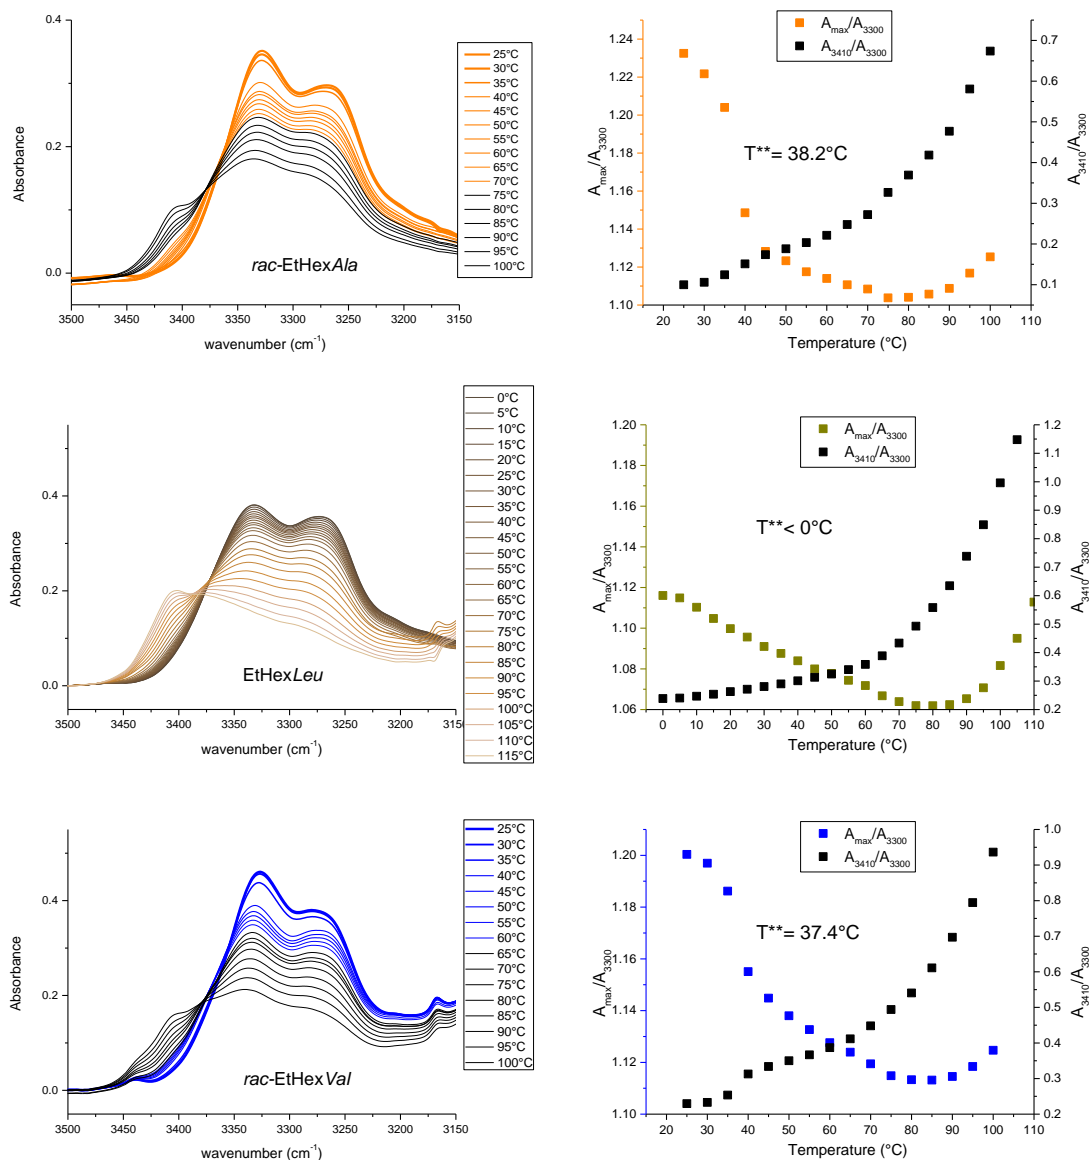 0.4
0.2
0.0
Absorbance
25°C
30°C
35°C
40°C
45°C
50°C
55°C
60°C
65°C
70°C
75°C
80°C
85°C
90°C
95°C
100°C
rac-EtHexAla
3500 3450 3400 3350 3300 3250 3200 3150
wavenumber (cm-1)
Amax/A3300
A3410/A3300
1.24
1.22
1.20
1.18
1.16
1.14
1.12
1.10
Amax/A3300
T**= 38.2°C
0.7
0.6
0.5
0.4
0.3
0.2
0.1
A3410/A3300
20 30 40 50 60 70 80 90 100 110
Temperature (°C)
0.4
0.2
0.0
Absorbance
0°C
5°C
10°C
15°C
20°C
25°C
30°C
35°C
40°C
45°C
50°C
55°C
60°C
65°C
70°C
75°C
80°C
85°C
90°C
95°C
100°C
105°C
110°C
115°C
EtHexLeu
3500 3450 3400 3350 3300 3250 3200 3150
wavenumber (cm-1)
Amax/A3300
A3410/A3300
1.20
1.18
1.16
1.14
1.12
1.10
1.08
1.06
Amax/A3300
T**< 0°C
1.2
1.1
1.0
0.9
0.8
0.7
0.6
0.5
0.4
0.3
0.2
A3410/A3300
0 10 20 30 40 50 60 70 80 90 100 110
Temperature (°C)
0.4
0.2
0.0
Absorbance
25°C
30°C
35°C
40°C
45°C
50°C
55°C
60°C
65°C
70°C
75°C
80°C
85°C
90°C
95°C
100°C
rac-EtHexVal
3500 3450 3400 3350 3300 3250 3200 3150
wavenumber (cm-1)
Amax/A3300
A3410/A3300
1.20
1.18
1.16
1.14
1.12
1.10
Amax/A3300
T**= 37.4°C
1.0
0.9
0.8
0.7
0.6
0.5
0.4
0.3
0.2
A3410/A3300
20 30 40 50 60 70 80 90 100 110
Temperature (°C)